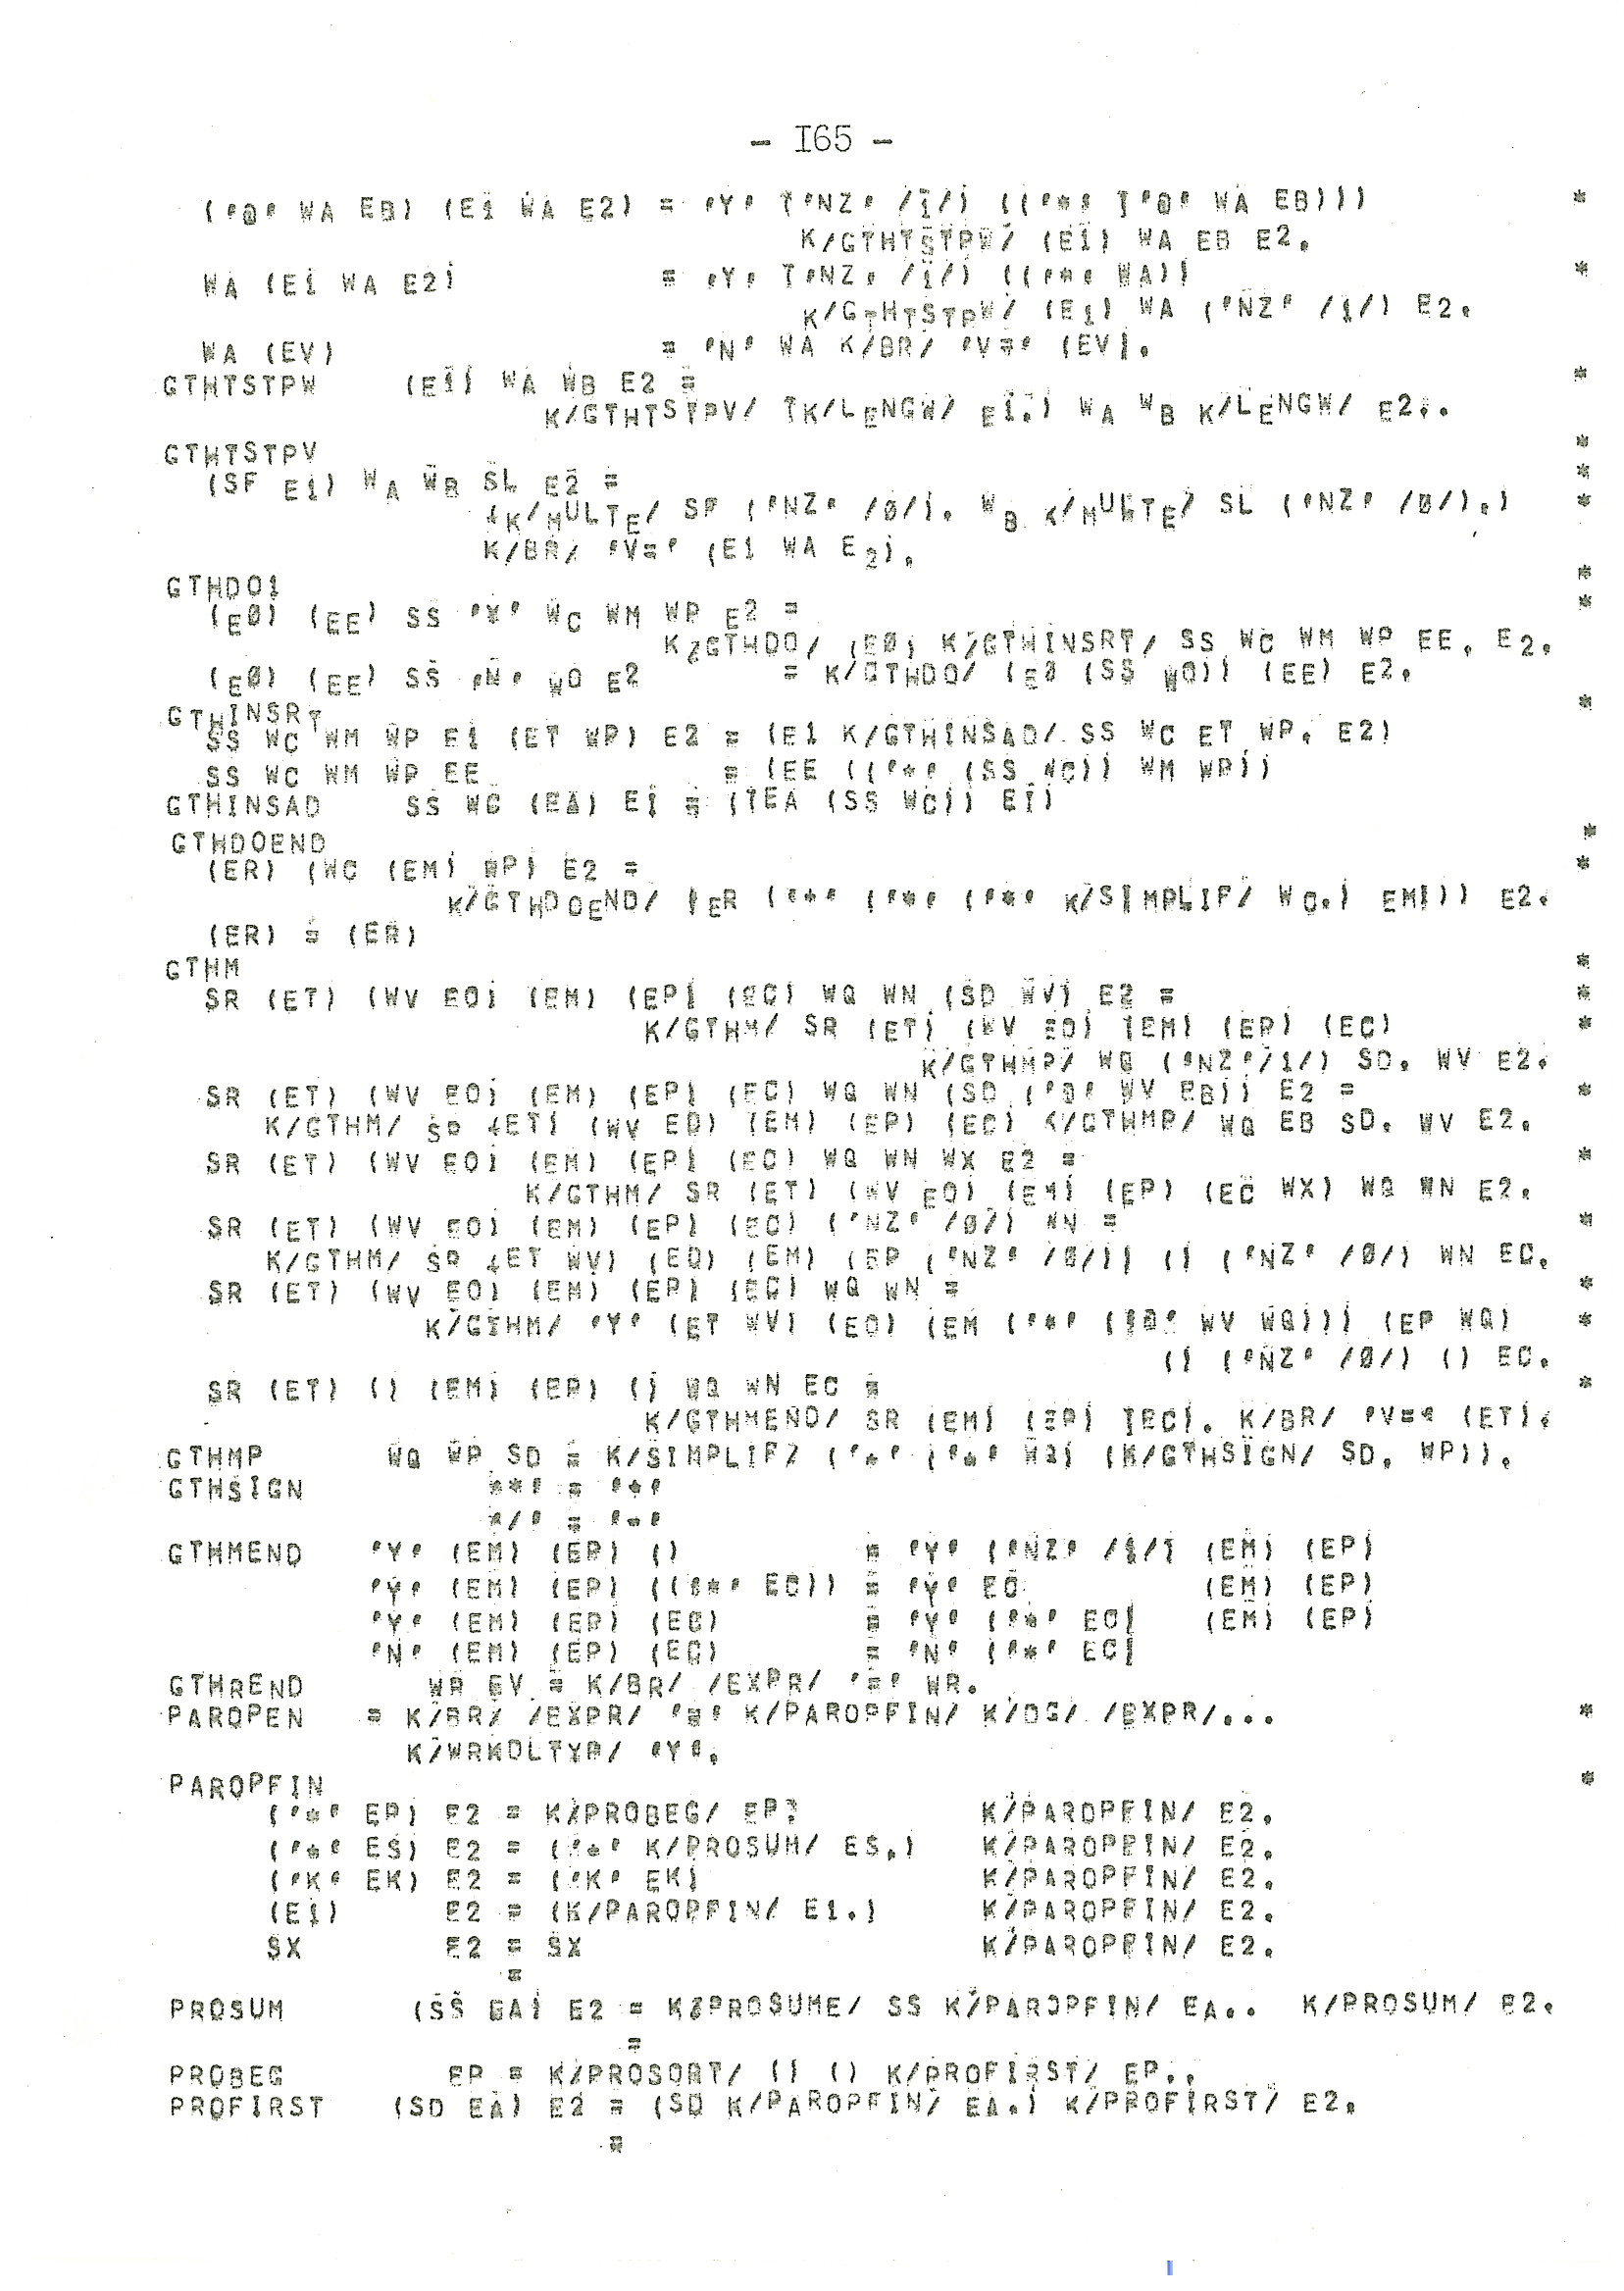 - I65 -
('@' WA EB) (E1 WA E2) = 'Y' ('NZ' /1/) (('*' ('@' WA EB))) *
K/GTHTSTPW/ (E1) WA EB E2.
WA (E1 WA E2) = 'Y' ('NZ' /1/) (('*' WA)) *
K/GTHTSTPW/ (E1) WA ('NZ' /1/) E2.
WA (EV) = 'N' WA K/BR/ 'V=' (EV).
GTHTSTPW (E1) WA WB E2 = *
K/GTHTSTPV/ (K/LENGW/ E1.) WA WB K/LENGW/ E2..
GTHTSTPV *
(SF E1) WA WB SL E2 = *
(K/MULTE/ SF ('NZ' /0/). WB K/MULTE/ SL ('NZ' /0/).) *
K/BR/ 'V=' (E1 WA E2).
GTHDO1 *
(E0) (EE) SS 'Y' WC WM WP E2 = *
K/GTHDO/ (E0) K/GTHINSRT/ SS WC WM WP EE. E2.
(E0) (EE) SS 'N' WO E2 = K/GTHDO/ (E0 (SS WO)) (EE) E2.
GTHINSRT *
SS WC WM WP E1 (ET WP) E2 = (E1 K/GTHINSAD/ SS WC ET WP. E2)
SS WC WM WP EE = (EE (('*' (SS WC)) WM WP))
GTHINSAD SS WC (EA) E1 = ((EA (SS WC)) E1)
GTHDOEND *
(ER) (WC (EM) WP) E2 = *
K/GTHDOEND/ (ER ('+' ('*' ('*' K/SIMPLIF/ WC.) EM))) E2.
(ER) = (ER)
GTHM *
SR (ET) (WV EO) (EM) (EP) (EC) WQ WN (SD WV) E2 = *
K/GTHM/ SR (ET) (WV EO) (EM) (EP) (EC) *
K/GTHMP/ WQ ('NZ'/1/) SD. WV E2.
SR (ET) (WV EO) (EM) (EP) (EC) WQ WN (SD ('@' WV EB)) E2 = *
K/GTHM/ SR (ET) (WV EO) (EM) (EP) (EC) K/GTHMP/ WQ EB SD. WV E2.
SR (ET) (WV EO) (EM) (EP) (EC) WQ WN WX E2 = *
K/GTHM/ SR (ET) (WV EO) (EM) (EP) (EC WX) WQ WN E2.
SR (ET) (WV EO) (EM) (EP) (EC) ('NZ' /0/) WN = *
K/GTHM/ SR (ET WV) (EO) (EM) (EP ('NZ' /0/)) () ('NZ' /0/) WN EC.
SR (ET) (WV EO) (EM) (EP) (EC) WQ WN = *
K/GTHM/ 'Y' (ET WV) (EO) (EM ('*' ('@' WV WQ))) (EP WQ) *
() ('NZ' /0/) () EC.
SR (ET) () (EM) (EP) () WQ WN EC = *
K/GTHMEND/ SR (EM) (EP) (EC). K/BR/ 'V=' (ET).
GTHMP WQ WP SD = K/SIMPLIF/ ('+' ('*' WQ) (K/GTHSIGN/ SD. WP)).
GTHSIGN '*' = '+'
'/' = '-'
GTHMEND 'Y' (EM) (EP) () = 'Y' ('NZ' /1/) (EM) (EP)
'Y' (EM) (EP) (('*' EC)) = 'Y' EC (EM) (EP)
'Y' (EM) (EP) (EC) = 'Y' ('*' EC) (EM) (EP)
'N' (EM) (EP) (EC) = 'N' ('*' EC)
GTHREND WR EV = K/BR/ /EXPR/ '=' WR.
PAROPEN = K/BR/ /EXPR/ '=' K/PAROPFIN/ K/DG/ /EXPR/... *
K/WRKDLTYP/ 'Y'.
PAROPFIN *
('*' EP) E2 = K/PROBEG/ EP. K/PAROPFIN/ E2.
('+' ES) E2 = ('+' K/PROSUM/ ES.) K/PAROPFIN/ E2.
('K' EK) E2 = ('K' EK) K/PAROPFIN/ E2.
(E1) E2 = (K/PAROPFIN/ E1.) K/PAROPFIN/ E2.
SX E2 = SX K/PAROPFIN/ E2.
=
PROSUM (SS EA) E2 = K/PROSUME/ SS K/PAROPFIN/ EA.. K/PROSUM/ E2.
=
PROBEG EP = K/PROSORT/ () () K/PROFIRST/ EP..
PROFIRST (SD EA) E2 = (SD K/PAROPFIN/ EA.) K/PROFIRST/ E2.
=